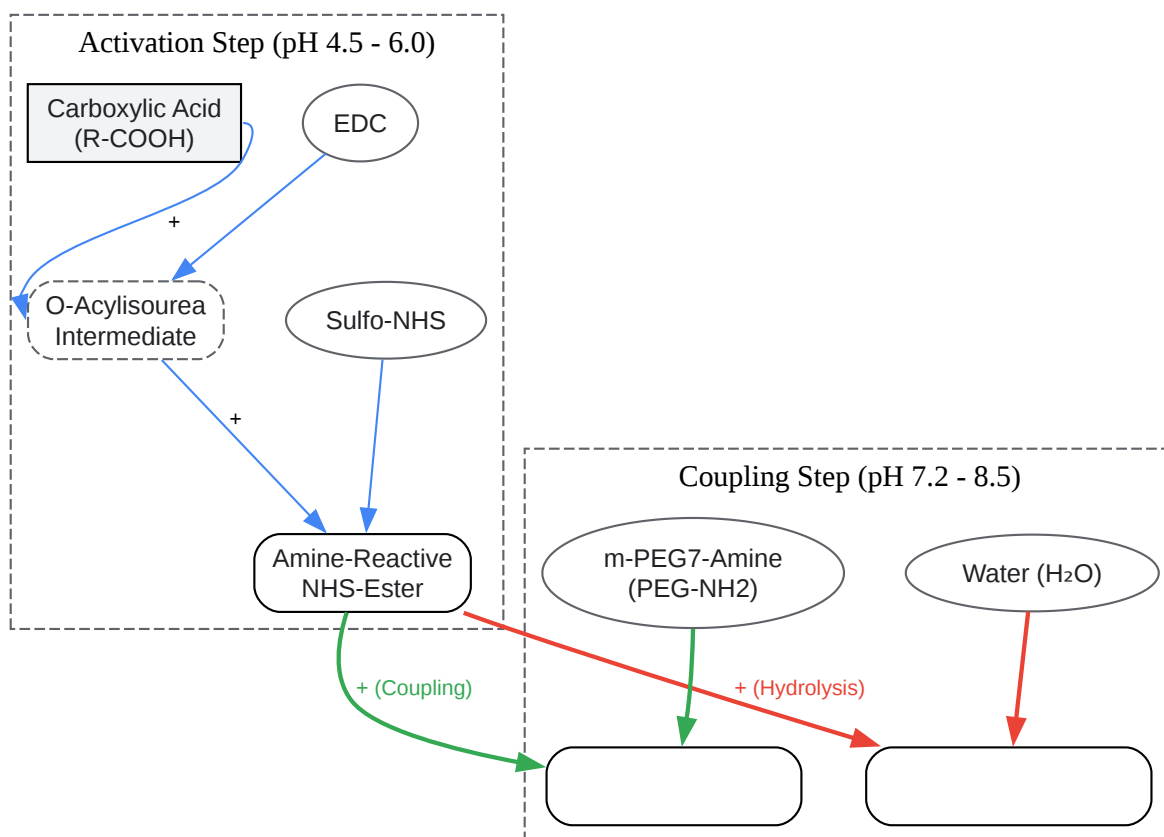 Activation Step (pH 4.5 - 6.0)
Carboxylic Acid
(R-COOH)
EDC
+
O-Acylisourea
Intermediate
Sulfo-NHS
+
Amine-Reactive
NHS-Ester
Coupling Step (pH 7.2 - 8.5)
m-PEG7-Amine
(PEG-NH2)
Water (H₂O)
+ (Coupling)
+ (Hydrolysis)